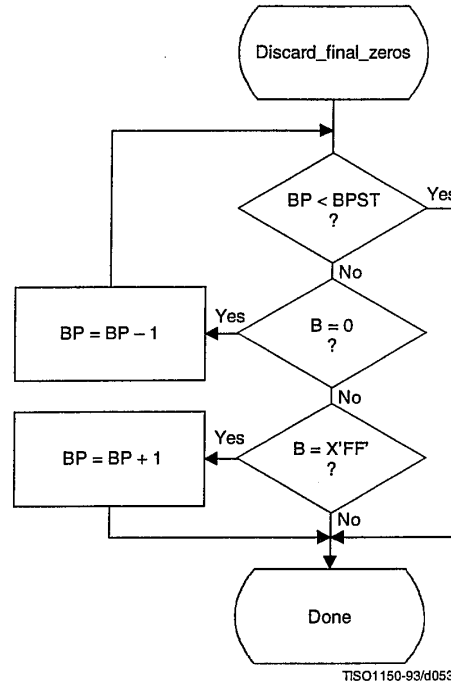 Discard_final_zeros
BP < BPST
?
Yes
No
BP = BP – 1
Yes
B = 0
?
No
BP = BP + 1
Yes
B = X'FF'
?
No
Done
TISO1150-93/d053